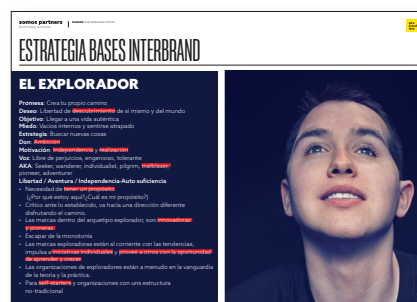 somos partners
ESTRATEGIA BASES INTERBRAND
EL EXPLORADOR
Promesa: Crea tu propio camino
Deseo: Libertad de descubrimiento de sí mismo y del mundo
Objetivo: Llegar a una vida auténtica
Miedo: Vacíos internos y sentirse atrapado
Estrategia: Buscar nuevas cosas
Don: Ambición
Motivación: Independencia y realización
Voz: Libre de perjuicios, engenioso, tolerante
AKA: Seeker, wanderer, individualist, pilgrim, trailblazer,
pioneer, adventurer
Libertad / Aventura / Independencia-Auto suficiencia
• Necesidad de tener un propósito
(¿Por qué estoy aquí?¿Cuál es mi propósito?)
• Crítico ante lo establecido, va hacia una dirección diferente
disfrutando el camino.
• Las marcas dentro del arquetipo explorador, son innovadoras
y pioneras.
• Escapar de la monotonía
• Las marcas exploradoras están al corriente con las tendencias,
impulsa a iniciativas individuales y provee a otros con la oportunidad
de aprender y crecer
• Las organizaciones de exploradores están a menudo en la vanguardia
de la teoría y la práctica.
• Para self-starters y organizaciones con una estructura
no-tradicional